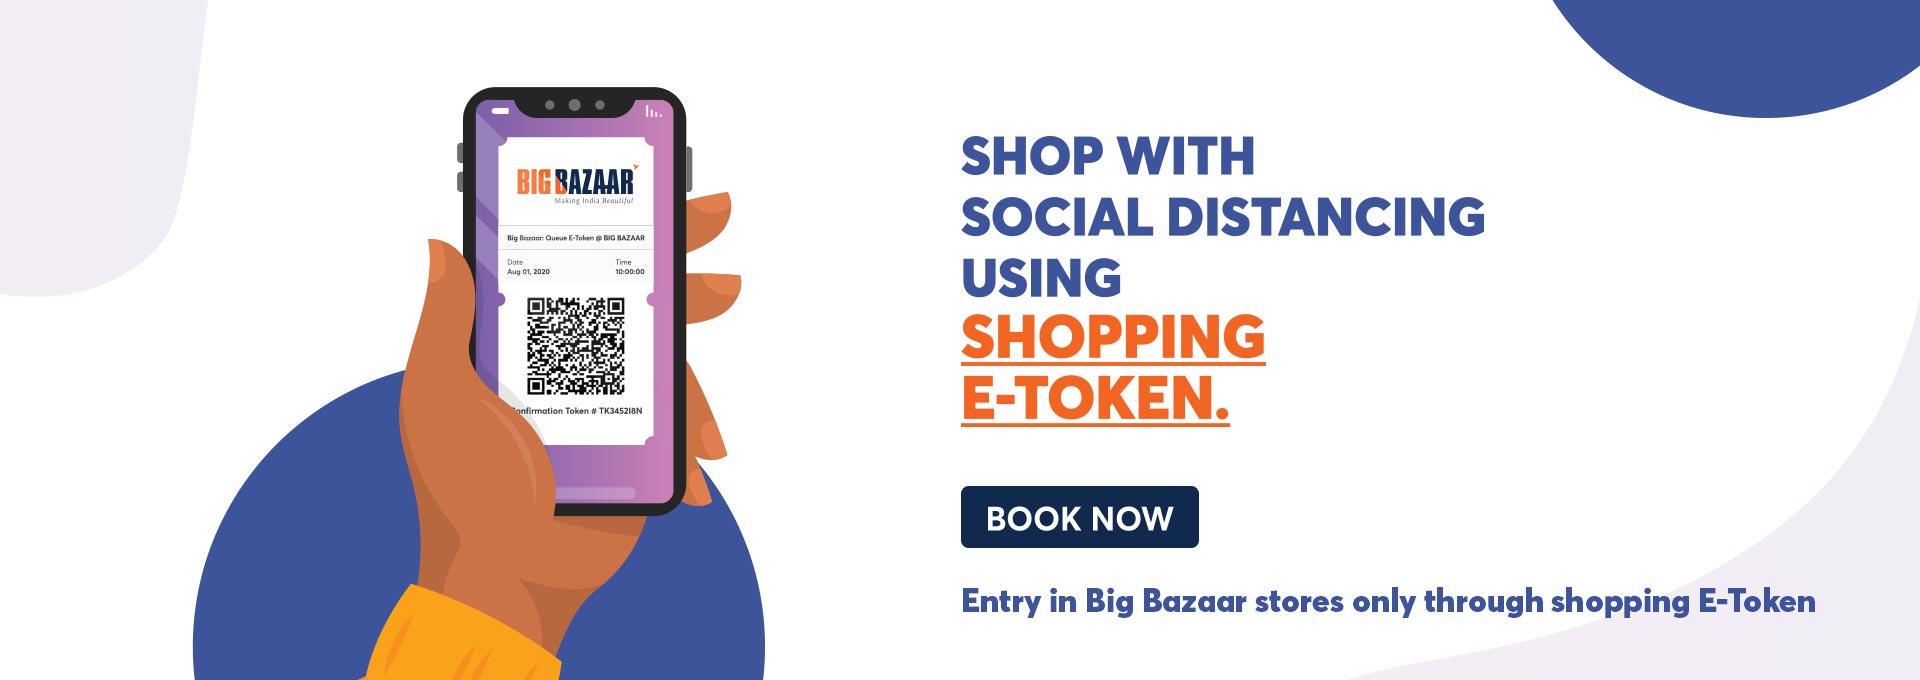 BIG BAZAAR
Making India Beautiful
Big Bazaar: Queue E-Token @ BIG BAZAAR
Date Time
Aug 01, 2020 10:00:00
onfirmation Token # TK3452I8N
SHOP WITH
SOCIAL DISTANCING
USING
SHOPPING
E-TOKEN.
BOOK NOW
Entry in Big Bazaar stores only through shopping E-Token